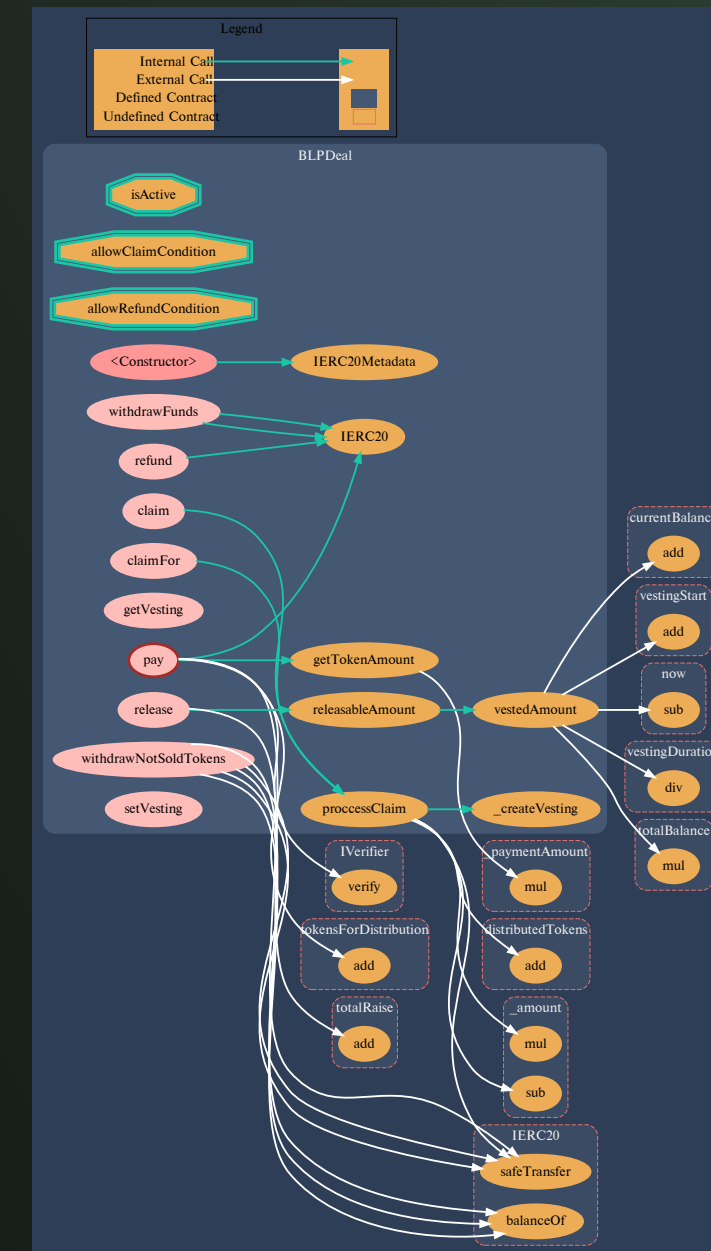 Legend
Internal Call
External Call
Defined Contract
Undefined Contract
BLPDeal
isActive
allowClaimCondition
allowRefundCondition
<Constructor>
IERC20Metadata
withdrawFunds
IERC20
refund
claim
claimFor
getVesting
pay
getTokenAmount
release
releasableAmount
vestedAmount
withdrawNotSoldTokens
setVesting
proccessClaim
_createVesting
currentBalanc
add
vestingStart
add
now
sub
vestingDuratio
div
totalBalance
mul
IVerifier
verify
_paymentAmount
mul
tokensForDistribution
add
distributedTokens
add
totalRaise
add
_amount
mul
sub
IERC20
safeTransfer
balanceOf